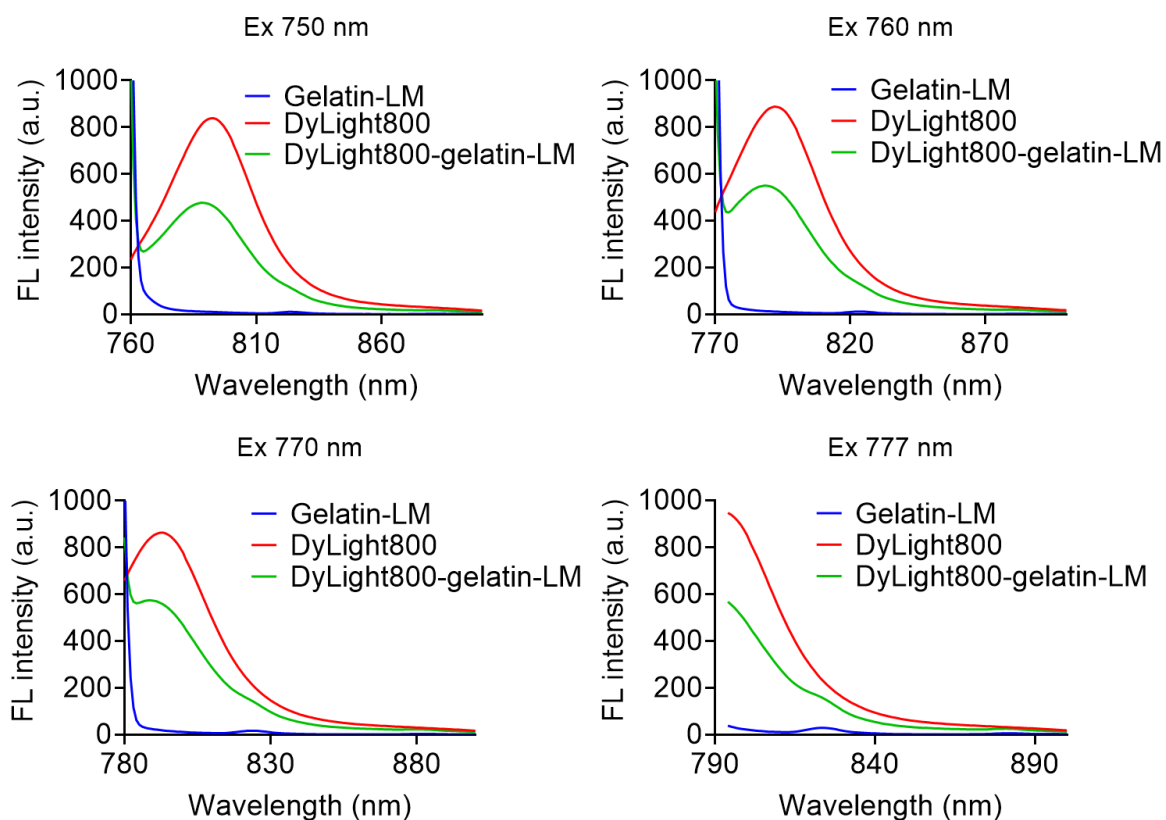 Ex 750 nm
FL intensity (a.u.)
1000
800
600
400
200
0
Gelatin-LM
DyLight800
DyLight800-gelatin-LM
760 810 860
Wavelength (nm)
Ex 760 nm
FL intensity (a.u.)
1000
800
600
400
200
0
Gelatin-LM
DyLight800
DyLight800-gelatin-LM
770 820 870
Wavelength (nm)
Ex 770 nm
FL intensity (a.u.)
1000
800
600
400
200
0
Gelatin-LM
DyLight800
DyLight800-gelatin-LM
780 830 880
Wavelength (nm)
Ex 777 nm
FL intensity (a.u.)
1000
800
600
400
200
0
Gelatin-LM
DyLight800
DyLight800-gelatin-LM
790 840 890
Wavelength (nm)